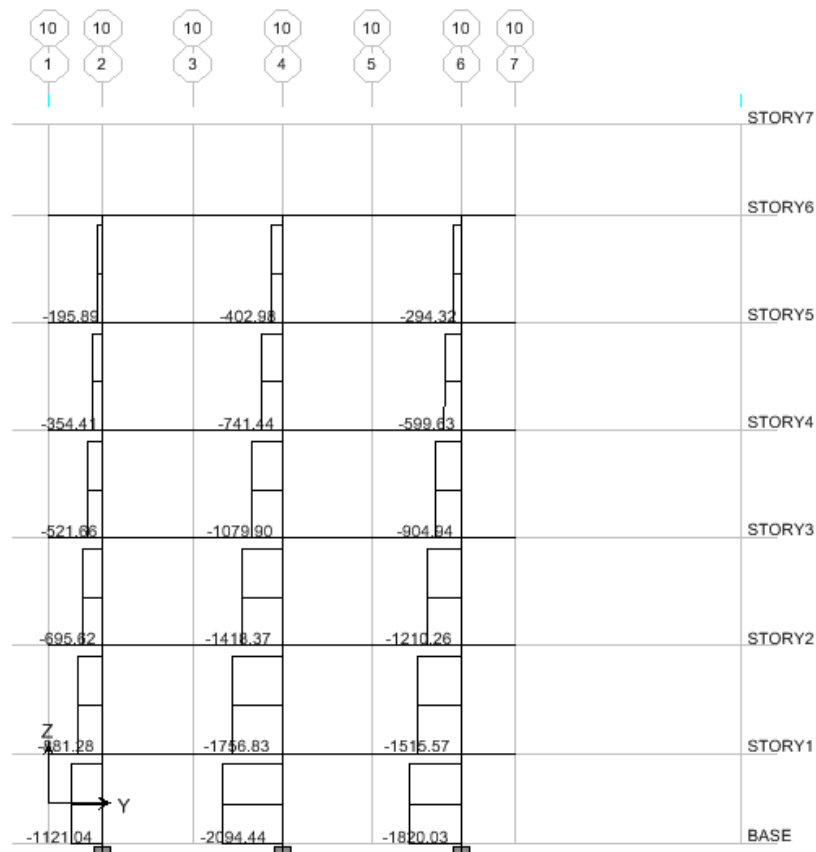 10 10 10 10 10 10 10
1 2 3 4 5 6 7
STORY7
STORY6
-195.89 -402.98 -294.32 STORY5
-354.41 -741.44 -599.63 STORY4
-521.66 -1079.90 -904.94 STORY3
-695.62 -1418.37 -1210.26 STORY2
Z
-881.28 -1756.83 -1515.57 STORY1
Y
-1121.04 -2094.44 -1820.03 BASE